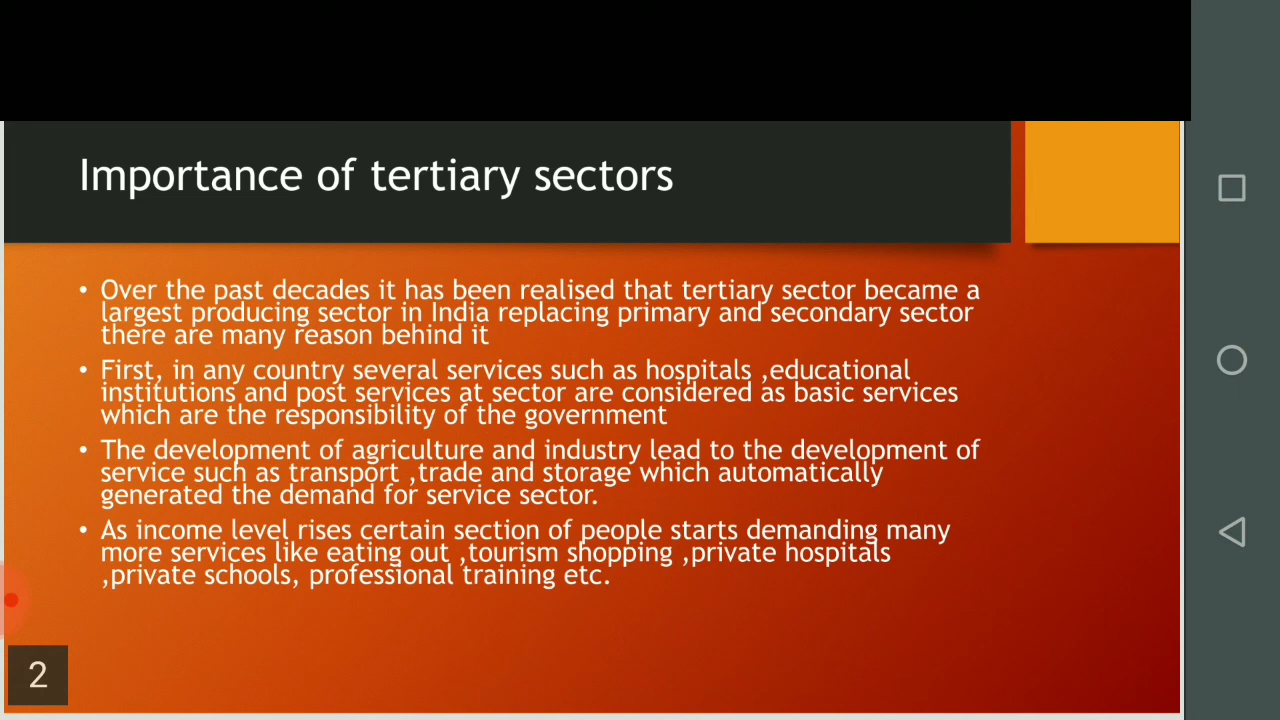 Importance of tertiary sectors
• Over the past decades it has been realised that tertiary sector became a
largest producing sector in India replacing primary and secondary sector
there are many reason behind it
• First, in any country several services such as hospitals ,educational
institutions and post services at sector are considered as basic services
which are the responsibility of the government
• The development of agriculture and industry lead to the development of
service such as transport ,trade and storage which automatically
generated the demand for service sector.
• As income level rises certain section of people starts demanding many
more services like eating out ,tourism shopping ,private hospitals
,private schools, professional training etc.
2